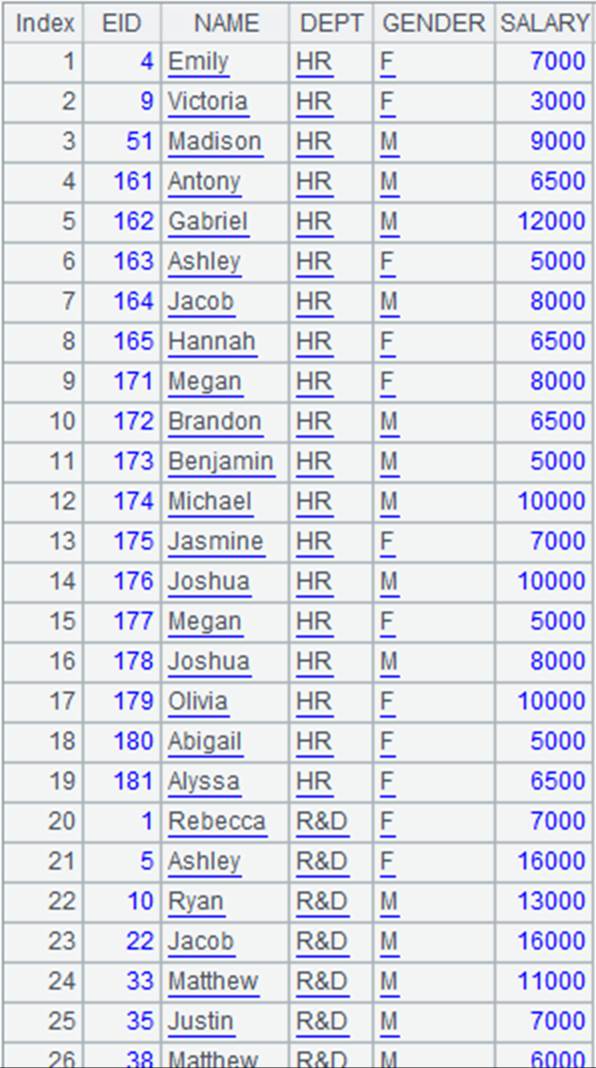 Index EID NAME DEPT GENDER SALARY
1 4 Emily HR F 7000
2 9 Victoria HR F 3000
3 51 Madison HR M 9000
4 161 Antony HR M 6500
5 162 Gabriel HR M 12000
6 163 Ashley HR F 5000
7 164 Jacob HR M 8000
8 165 Hannah HR F 6500
9 171 Megan HR F 8000
10 172 Brandon HR M 6500
11 173 Benjamin HR M 5000
12 174 Michael HR M 10000
13 175 Jasmine HR F 7000
14 176 Joshua HR M 10000
15 177 Megan HR F 5000
16 178 Joshua HR M 8000
17 179 Olivia HR F 10000
18 180 Abigail HR F 5000
19 181 Alyssa HR F 6500
20 1 Rebecca R&D F 7000
21 5 Ashley R&D F 16000
22 10 Ryan R&D M 13000
23 22 Jacob R&D M 16000
24 33 Matthew R&D M 11000
25 35 Justin R&D M 7000
26 38 Matthew R&D M 6000